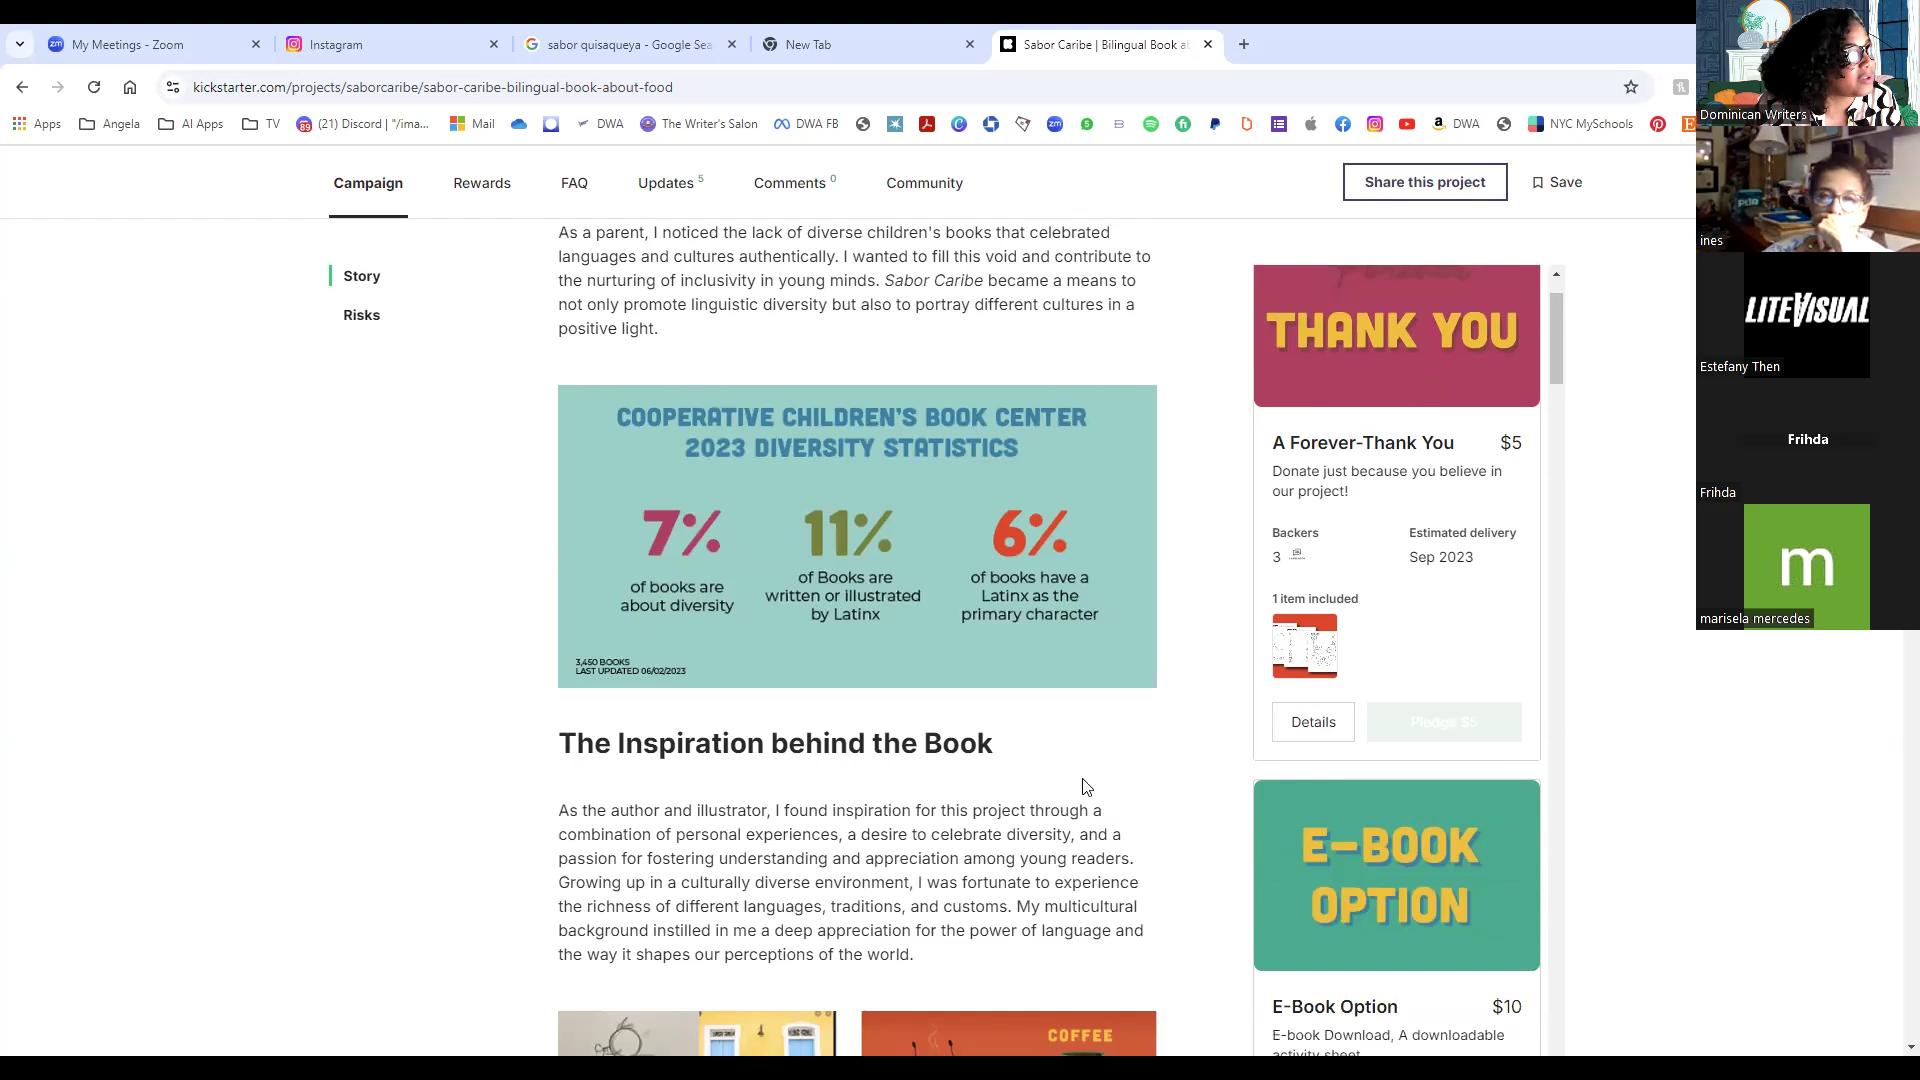 My Meetings - Zoom
Instagram
sabor quisaqueya - Google Sea
New Tab
Sabor Caribe | Bilingual Book ab
kickstarter.com/projects/saborcaribe/sabor-caribe-bilingual-book-about-food
Apps
Angela
AI Apps
TV
(21) Discord | "/ima...
Mail
DWA
The Writer's Salon
DWA FB
DWA
NYC MySchools
Campaign
Rewards
FAQ
Updates 5
Comments 0
Community
Share this project
Save
Story
Risks
As a parent, I noticed the lack of diverse children's books that celebrated
languages and cultures authentically. I wanted to fill this void and contribute to
the nurturing of inclusivity in young minds. Sabor Caribe became a means to
not only promote linguistic diversity but also to portray different cultures in a
positive light.
COOPERATIVE CHILDREN'S BOOK CENTER
2023 DIVERSITY STATISTICS
7%
of books are
about diversity
11%
of Books are
written or illustrated
by Latinx
6%
of books have a
Latinx as the
primary character
3,450 BOOKS
LAST UPDATED 06/02/2023
The Inspiration behind the Book
As the author and illustrator, I found inspiration for this project through a
combination of personal experiences, a desire to celebrate diversity, and a
passion for fostering understanding and appreciation among young readers.
Growing up in a culturally diverse environment, I was fortunate to experience
the richness of different languages, traditions, and customs. My multicultural
background instilled in me a deep appreciation for the power of language and
the way it shapes our perceptions of the world.
COFFEE
THANK YOU
A Forever-Thank You $5
Donate just because you believe in
our project!
Backers
3
Estimated delivery
Sep 2023
1 item included
Details
Pledge $5
E-BOOK
OPTION
E-Book Option $10
E-book Download, A downloadable
activity sheet
Dominican Writers
ines
LITEVISUAL
Estefany Then
Frihda
Frihda
m
marisela mercedes